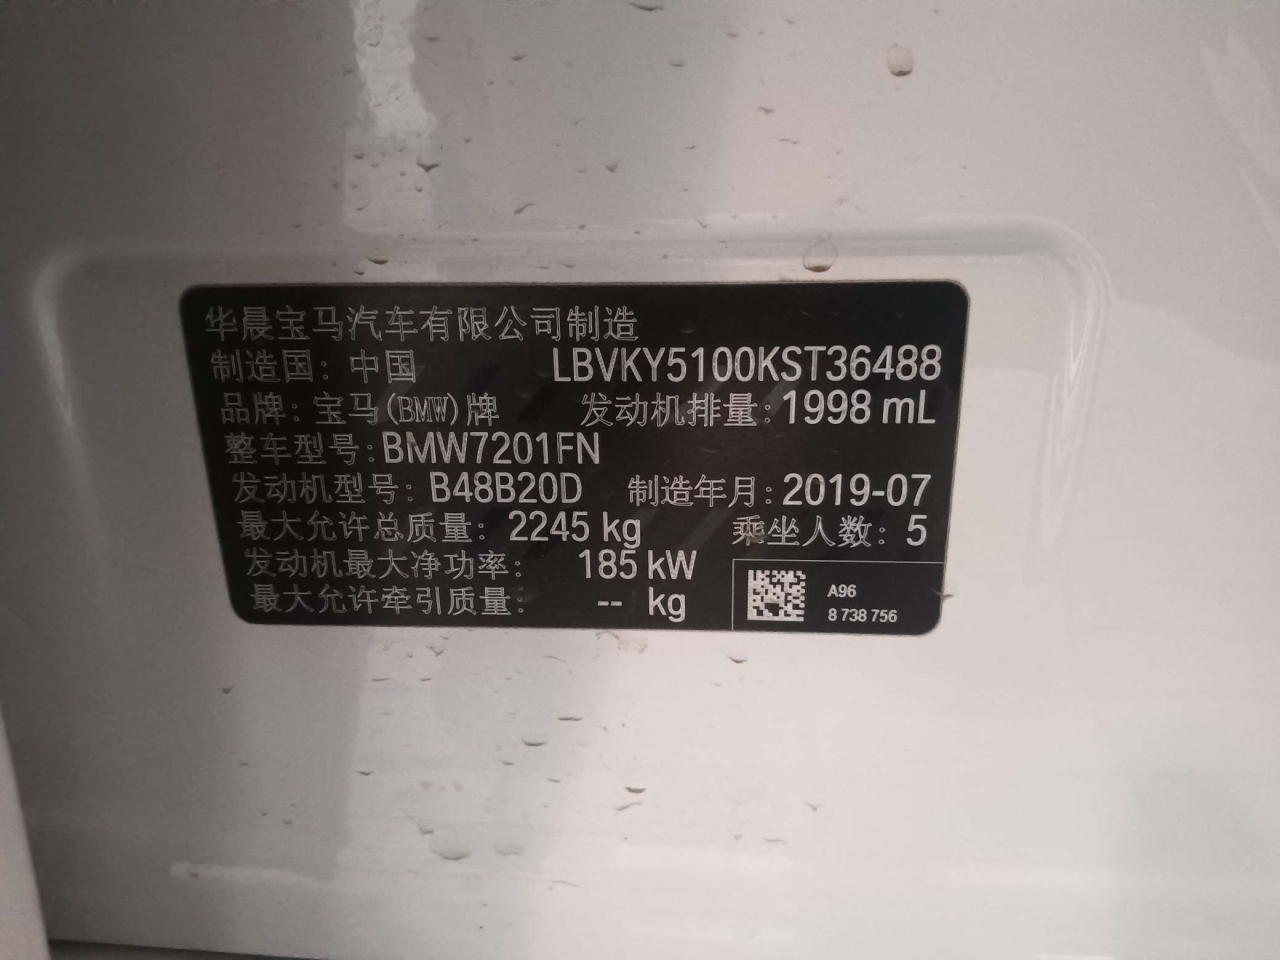 华晨宝马汽车有限公司制造
制造国：中国 LBVKY5100KST36488
品牌：宝马(BMW)牌 发动机排量：1998 mL
整车型号：BMW7201FN
发动机型号：B48B20D 制造年月：2019-07
最大允许总质量：2245 kg 乘坐人数：5
发动机最大净功率：185 kW
最大允许牵引质量：-- kg
A96
8 738 756